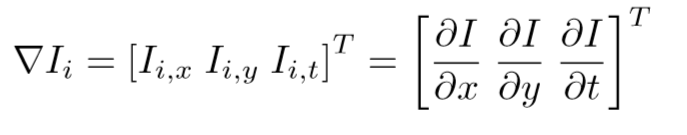 ∇I_i = [I_{i,x} I_{i,y} I_{i,t}]^T = [∂I/∂x ∂I/∂y ∂I/∂t]^T